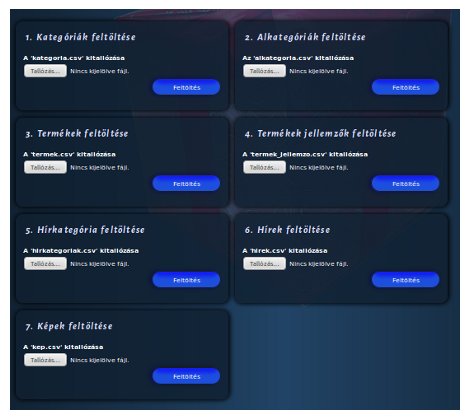 1. Kategóriák feltöltése
A 'kategoria.csv' kitallózása
Tallózás... Nincs kijelölve fájl.
Feltöltés
2. Alkategóriák feltöltése
Az 'alkategoria.csv' kitallózása
Tallózás... Nincs kijelölve fájl.
Feltöltés
3. Termékek feltöltése
A 'termek.csv' kitallózása
Tallózás... Nincs kijelölve fájl.
Feltöltés
4. Termékek jellemzők feltöltése
A 'termek_jellemzo.csv' kitallózása
Tallózás... Nincs kijelölve fájl.
Feltöltés
5. Hírkategória feltöltése
A 'hirkategoriak.csv' kitallózása
Tallózás... Nincs kijelölve fájl.
Feltöltés
6. Hírek feltöltése
A 'hirek.csv' kitallózása
Tallózás... Nincs kijelölve fájl.
Feltöltés
7. Képek feltöltése
A 'kep.csv' kitallózása
Tallózás... Nincs kijelölve fájl.
Feltöltés